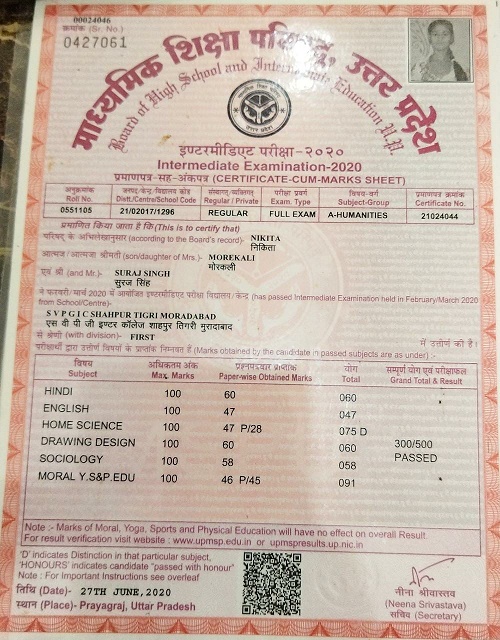 00024046
क्रमांक (Sr. No.)
0427061
माध्यमिक शिक्षा परिषद्, उत्तर प्रदेश
Board of High School and Intermediate Education U.P.
इंण्टरमीडिएट परीक्षा-२०२०
Intermediate Examination-2020
प्रमाणपत्र-सह-अंकपत्र (CERTIFICATE-CUM-MARKS SHEET)
अनुक्रमांक जनपद/केन्द्र/विद्यालय कोड संस्थागत/व्यक्तिगत परीक्षा प्रकार विषय-वर्ग प्रमाणपत्र क्रमांक
Roll No. Distt./Centre/School Code Regular / Private Exam. Type Subject-Group Certificate No.
0551105 21/02017/1296 REGULAR FULL EXAM A-HUMANITIES 21024044
प्रमाणित किया जाता है कि (This is to certify that)
परिषद् के अभिलेखानुसार (according to the Board's record)- NIKITA
निकिता
आत्मज / आत्मजा श्रीमती (son/daughter of Mrs.)- MOREKALI
मोरकली
एवं श्री (and Mr.)- SURAJ SINGH
सुरज सिंह
ने फरवरी/ मार्च 2020 में आयोजित इण्टरमीडिएट परीक्षा विद्यालय/केन्द्र (has passed Intermediate Examination held in February/March 2020
from School/Centre)-
S V P G I C SHAHPUR TIGRI MORADABAD
एस वी पी जी इण्टर कॉलेज शाहपुर तिगरी मुरादाबाद
से श्रेणी (with division)- FIRST में उत्तीर्ण की है।
परीक्षार्थी द्वारा उत्तीर्ण विषयों के प्राप्तांक निम्नवत हैं (Marks obtained by the candidate in passed subjects are as under) :-
विषय अधिकतम अंक प्रश्नपत्रवार प्राप्तांक योग सम्पूर्ण योग एवं परीक्षाफल
Subject Max. Marks Paper-wise Obtained Marks Total Grand Total & Result
HINDI 100 60 060
ENGLISH 100 47 047
HOME SCIENCE 100 47 P/28 075 D
DRAWING DESIGN 100 60 060 300/500
SOCIOLOGY 100 58 058 PASSED
MORAL Y.S&P.EDU 100 46 P/45 091
Note :- Marks of Moral, Yoga, Sports and Physical Education will have no effect on overall Result.
For result verification visit website : www.upmsp.edu.in or upmspresults.up.nic.in
'D' indicates Distinction in that particular subject,
'HONOURS' indicates candidate "passed with honour"
Note : For Important Instructions see overleaf
तिथि (Date)- 27TH JUNE,2020
स्थान (Place)- Prayagraj, Uttar Pradesh
नीना श्रीवास्तव
(Neena Srivastava)
सचिव (Secretary)